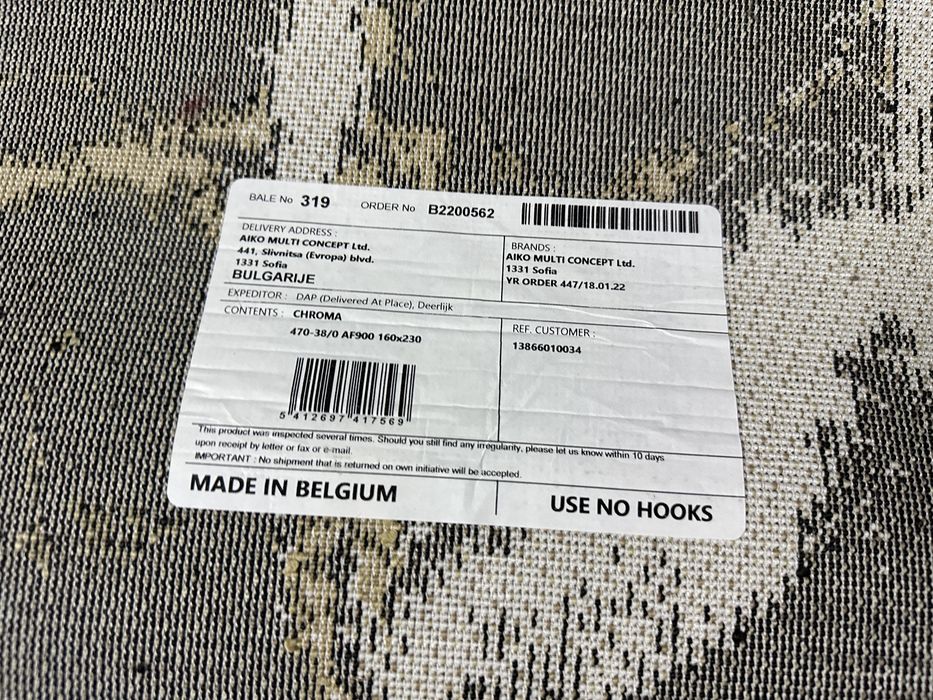 BALE No 319 ORDER No B2200562
DELIVERY ADDRESS :
AIKO MULTI CONCEPT Ltd.
441, Slivnitsa (Evropa) blvd.
1331 Sofia
BULGARIJE
BRANDS :
AIKO MULTI CONCEPT Ltd.
1331 Sofia
YR ORDER 447/18.01.22
EXPEDITOR : DAP (Delivered At Place), Deerlijk
CONTENTS : CHROMA
470-38/0 AF900 160x230
5 412697 417569
REF. CUSTOMER :
13866010034
This product was inspected several times. Should you still find any irregularity, please let us know within 10 days
upon receipt by letter or fax or e-mail.
IMPORTANT : No shipment that is returned on own initiative will be accepted.
MADE IN BELGIUM
USE NO HOOKS